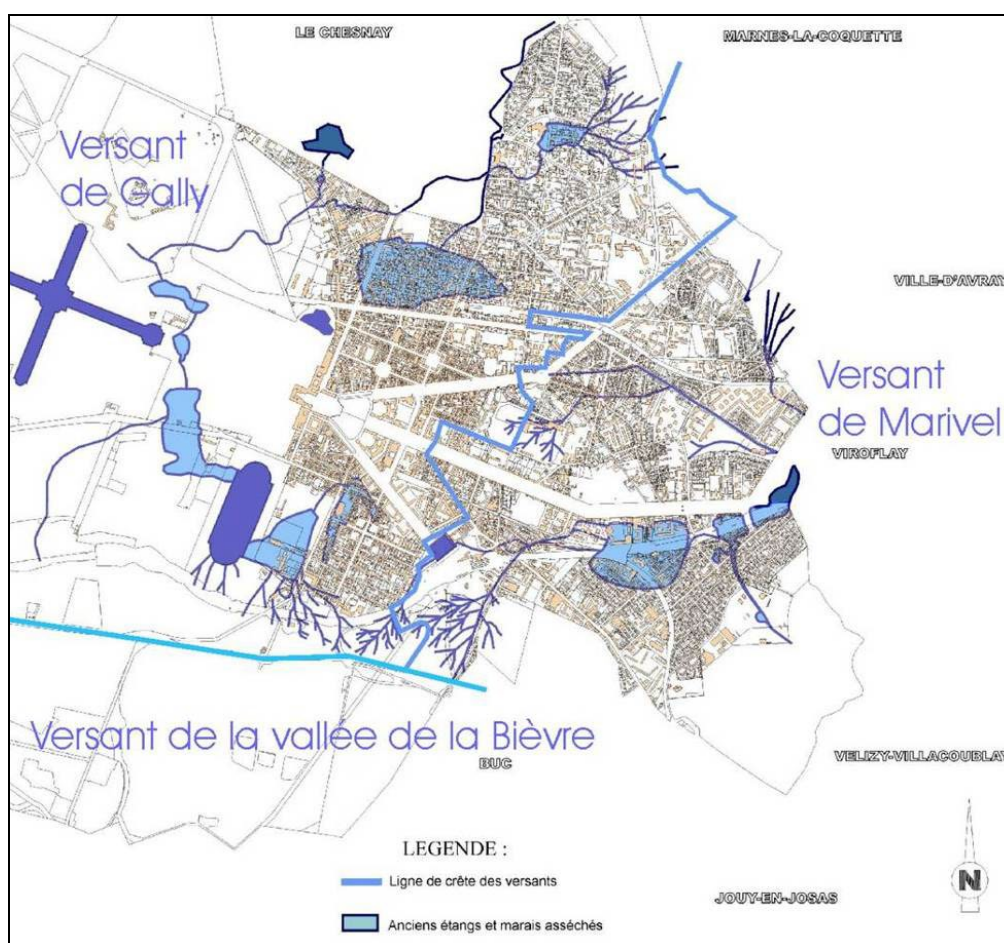 LE CHESNAY
MARNES-LA-COQUETTE
Versant
de Gally
VILLE-D'AVRAY
Versant
de Marivel
VIROFLAY
Versant de la vallée de la Bièvre
BUC
VELIZY-VILLACOUBLAY
LEGENDE :
Ligne de crête des versants
Anciens étangs et marais asséchés
JOUY-EN-JOSAS
N